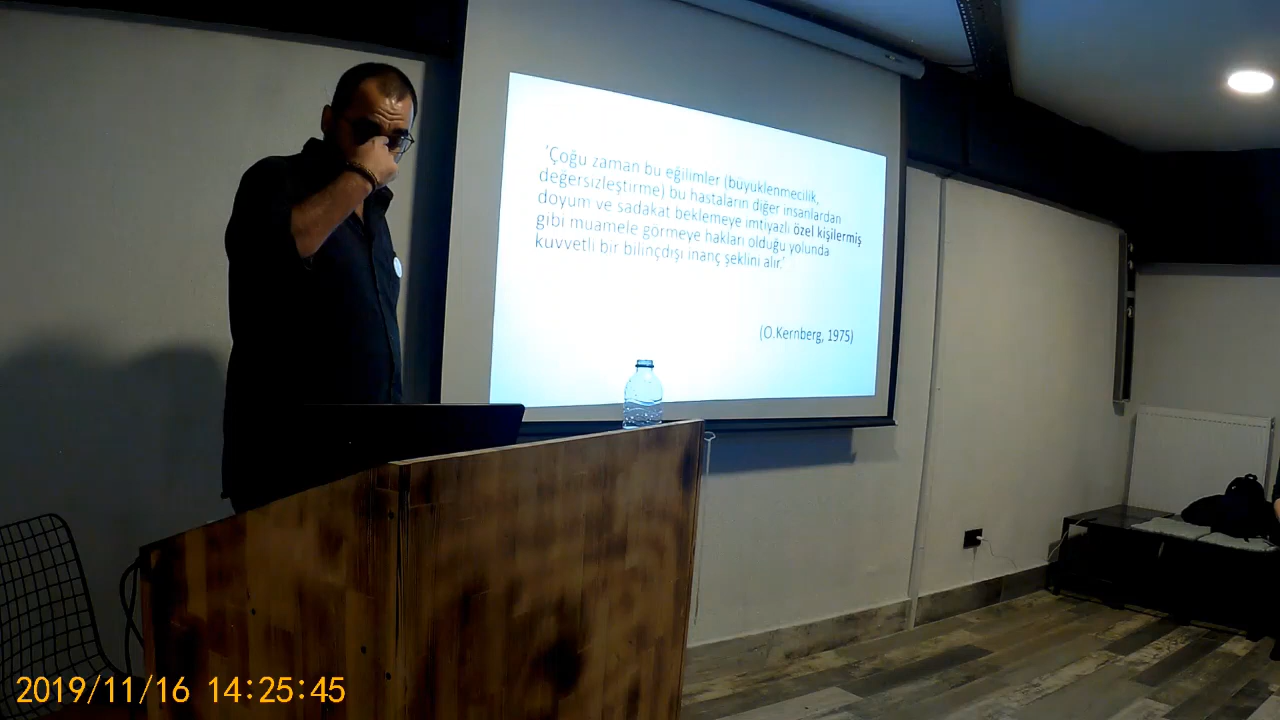 ‘Çoğu zaman bu eğilimler (büyüklenmecilik,
değersizleştirme) bu hastaların diğer insanlardan
doyum ve sadakat beklemeye imtiyazlı özel kişilermiş
gibi muamele görmeye hakları olduğu yolunda
kuvvetli bir bilinçdışı inanç şeklini alır.’
(O.Kernberg, 1975)
2019/11/16 14:25:45